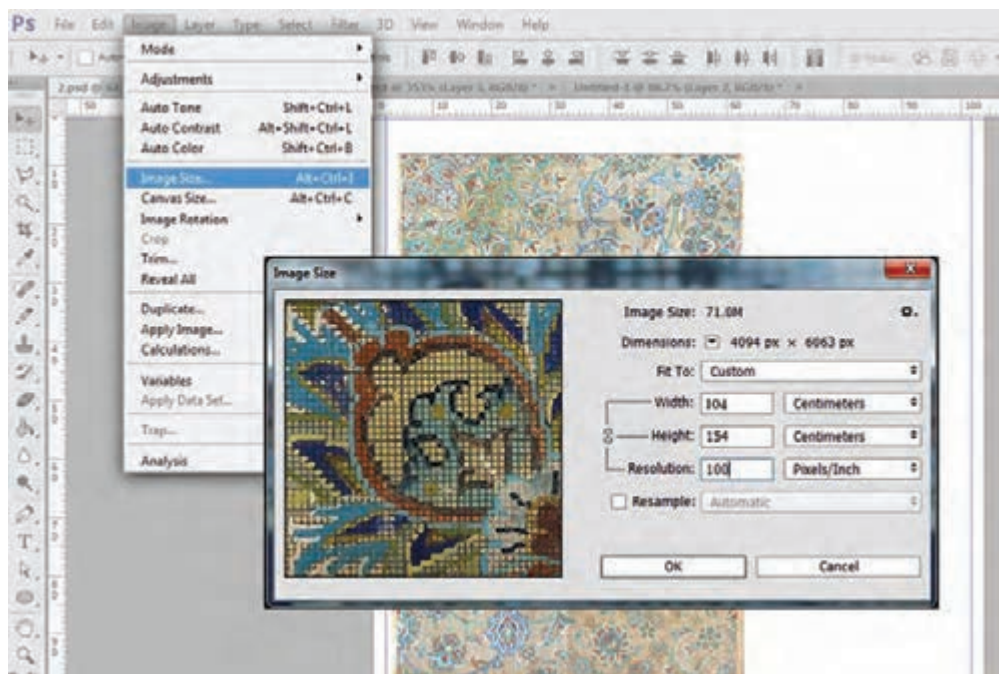 Ps File Edit Image Layer Type Select Filter 3D View Window Help
Mode
Adjustments
Auto Tone Shift+Ctrl+L
Auto Contrast Alt+Shift+Ctrl+L
Auto Color Shift+Ctrl+B
Image Size... Alt+Ctrl+I
Canvas Size... Alt+Ctrl+C
Image Rotation
Crop
Trim...
Reveal All
Duplicate...
Apply Image...
Calculations...
Variables
Apply Data Set...
Trap...
Analysis
Image Size
Image Size: 71.0M
Dimensions: 4094 px × 6063 px
Fit To: Custom
Width: 104 Centimeters
Height: 154 Centimeters
Resolution: 100 Pixels/Inch
Resample: Automatic
OK Cancel